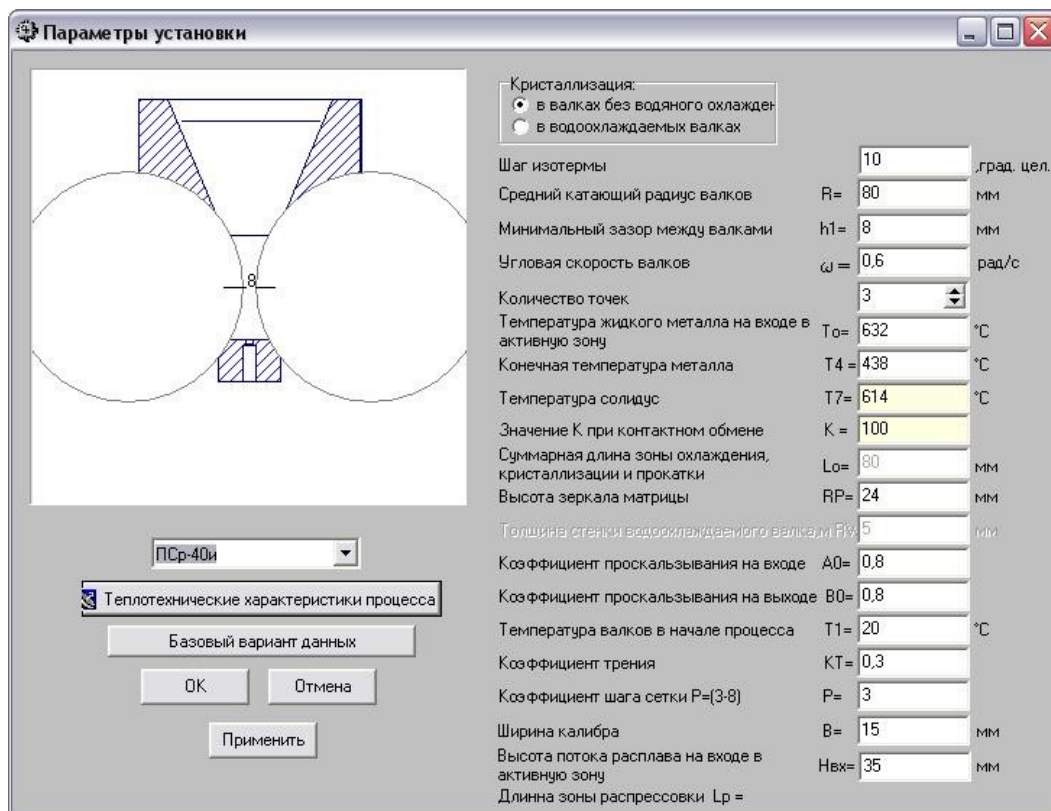 Параметры установки
8
Кристаллизация:
в валках без водяного охлажден
в водоохлаждаемых валках
Шаг изотермы 10 ,град. цел.
Средний катающий радиус валков R= 80 мм
Минимальный зазор между валками h1= 8 мм
Угловая скорость валков ω = 0,6 рад/с
Количество точек 3
Температура жидкого металла на входе в
активную зону To= 632 °C
Конечная температура металла T4 = 438 °C
Температура солидус T7= 614 °C
Значение К при контактном обмене K = 100
Суммарная длина зоны охлаждения,
кристаллизации и прокатки Lo= 80 мм
Высота зеркала матрицы RP= 24 мм
Толщина стенки водоохлаждаемого валка,м 5 мм
Коэффициент проскальзывания на входе A0= 0,8
Коэффициент проскальзывания на выходе B0= 0,8
Температура валков в начале процесса T1= 20 °C
Коэффициент трения KT= 0,3
Коэффициент шага сетки P=(3-8) P= 3
Ширина калибра B= 15 мм
Высота потока расплава на входе в
активную зону Hвх= 35 мм
Длинна зоны распрессовки Lp =
ПСр-40и
Теплотехнические характеристики процесса
Базовый вариант данных
OK Отмена
Применить